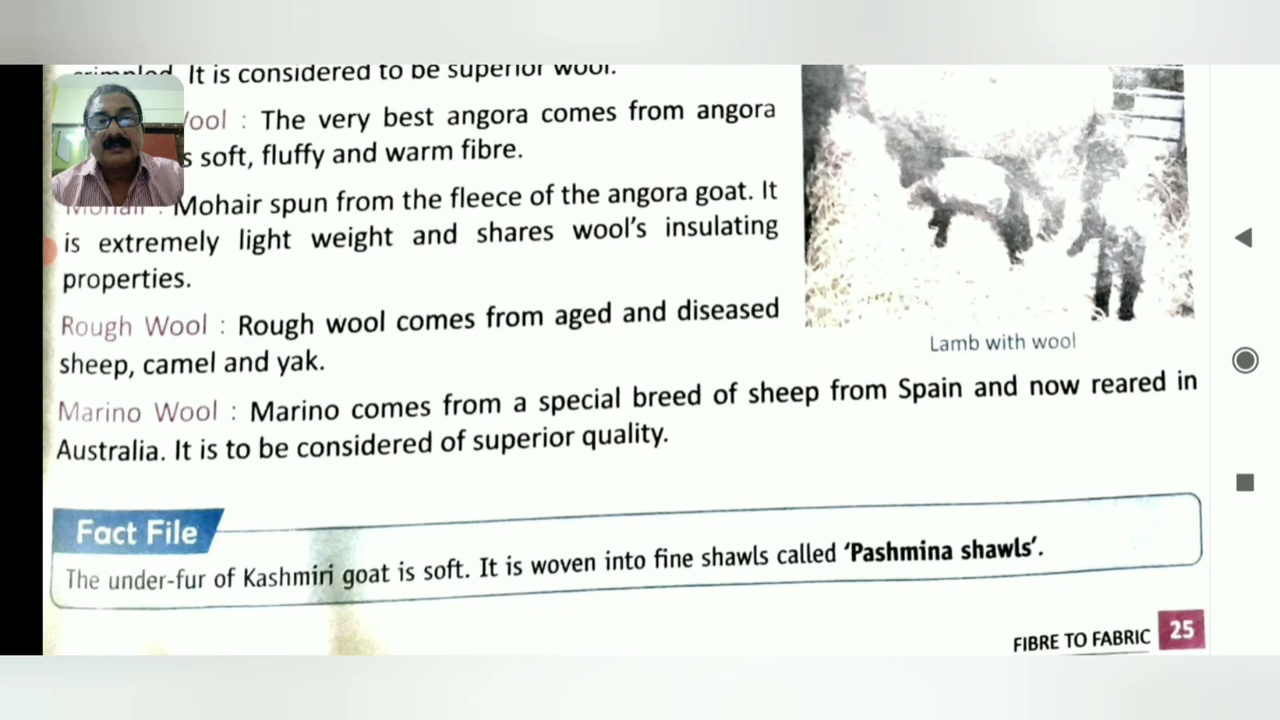 It is considered to be superior wool.
: The very best angora comes from angora
soft, fluffy and warm fibre.
Mohair : Mohair spun from the fleece of the angora goat. It
is extremely light weight and shares wool's insulating
properties.
Rough Wool : Rough wool comes from aged and diseased
sheep, camel and yak.
Lamb with wool
Marino Wool : Marino comes from a special breed of sheep from Spain and now reared in
Australia. It is to be considered of superior quality.
Fact File
The under-fur of Kashmiri goat is soft. It is woven into fine shawls called 'Pashmina shawls'.
FIBRE TO FABRIC 25